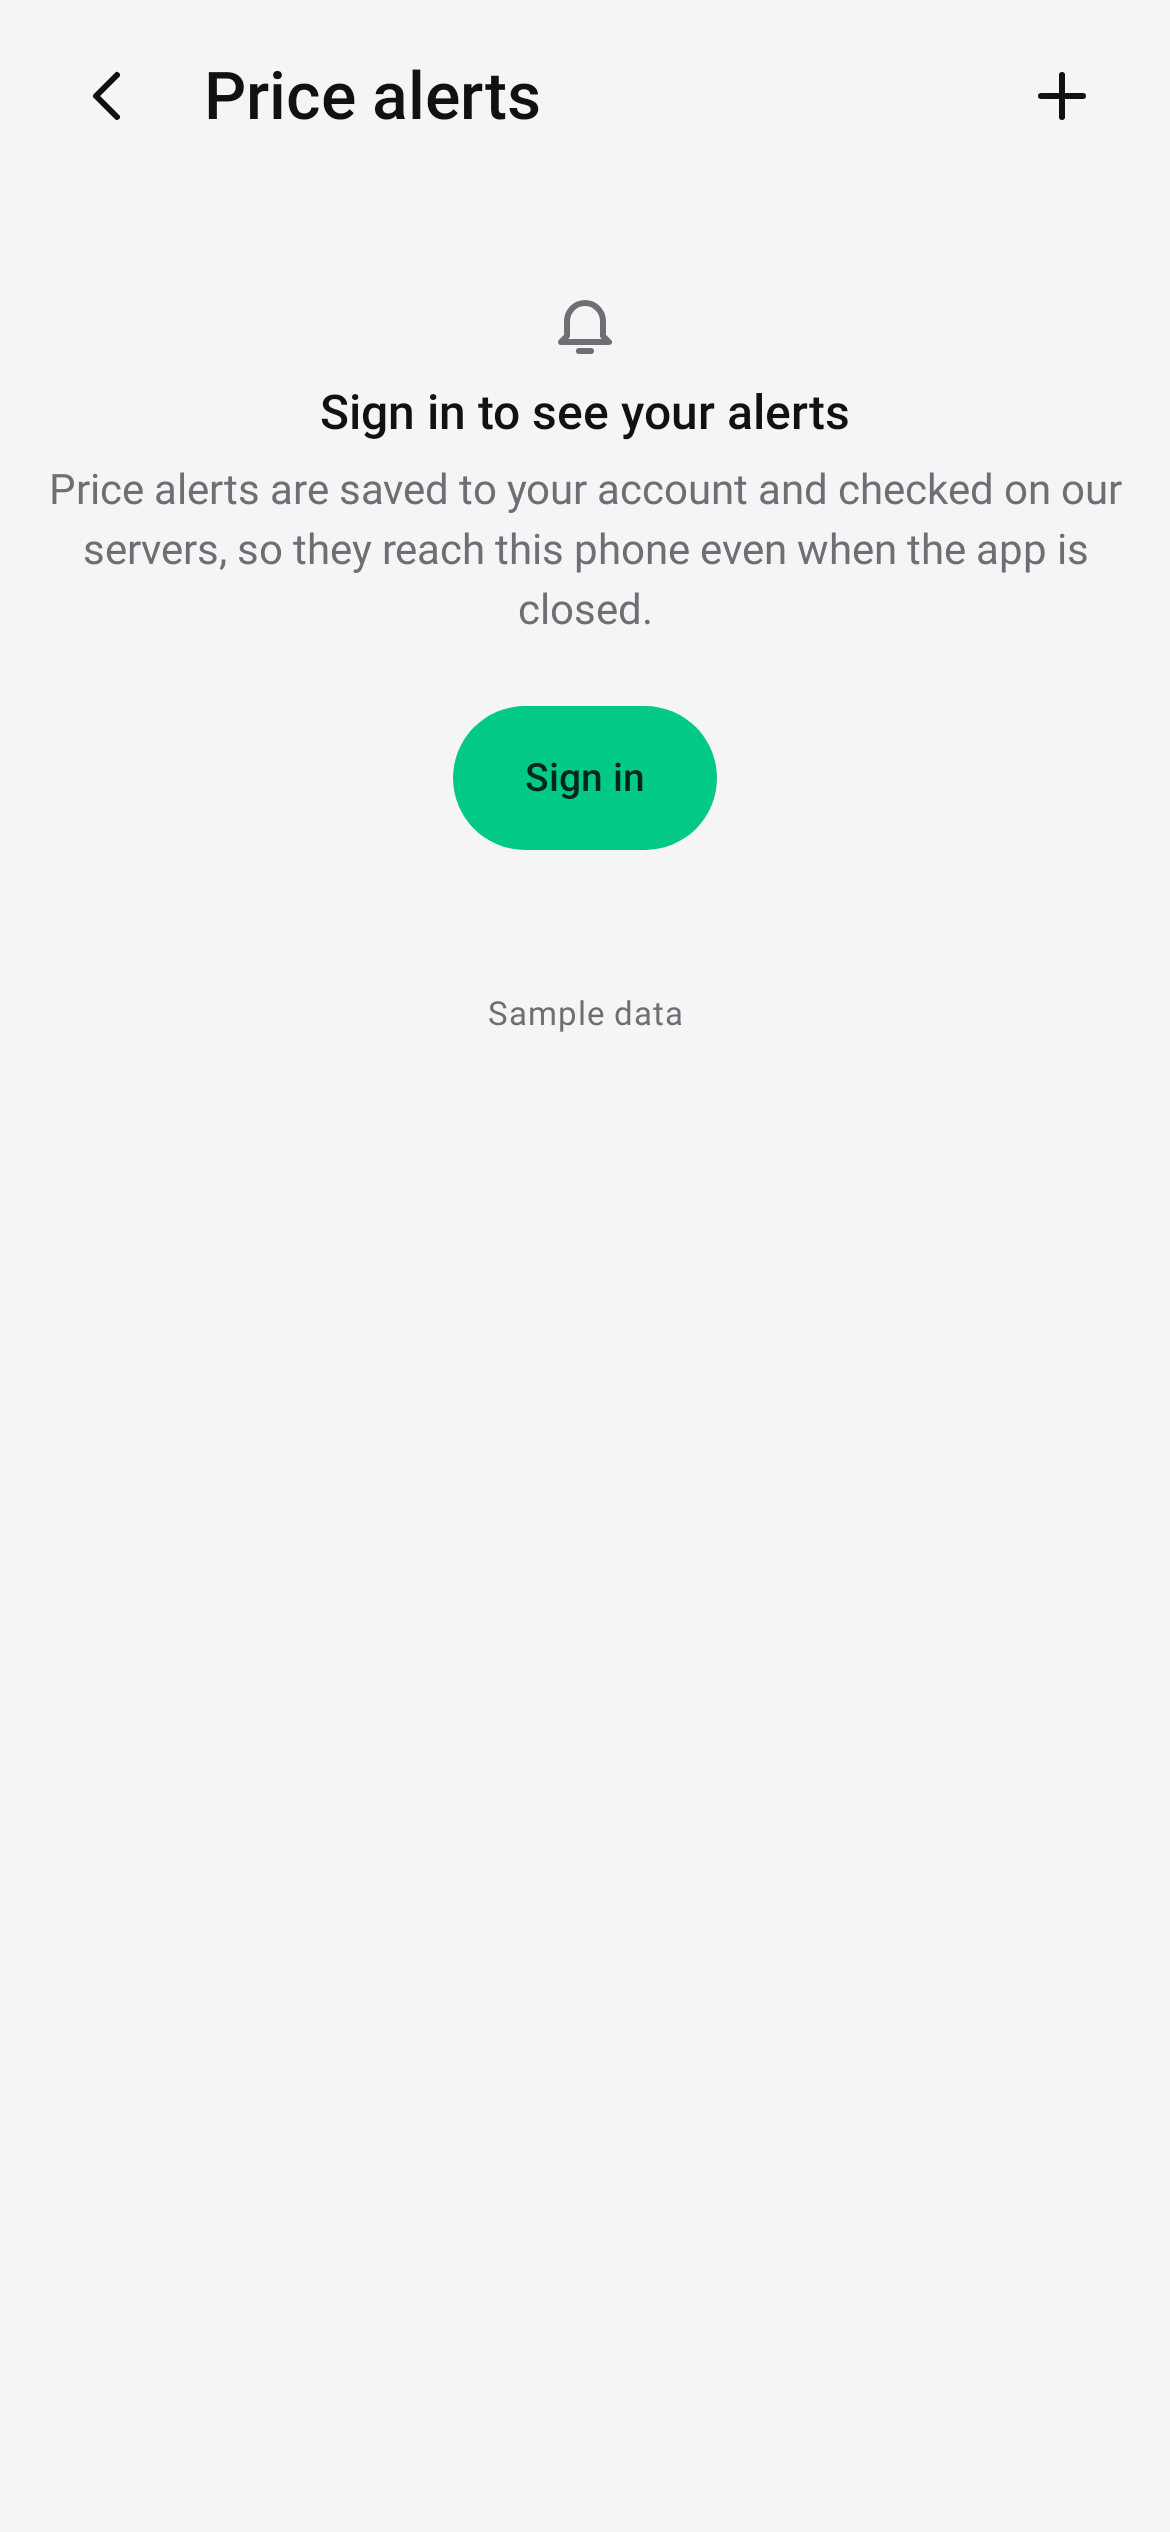 Price alerts
Sign in to see your alerts
Price alerts are saved to your account and checked on our
servers, so they reach this phone even when the app is
closed.
Sign in
Sample data